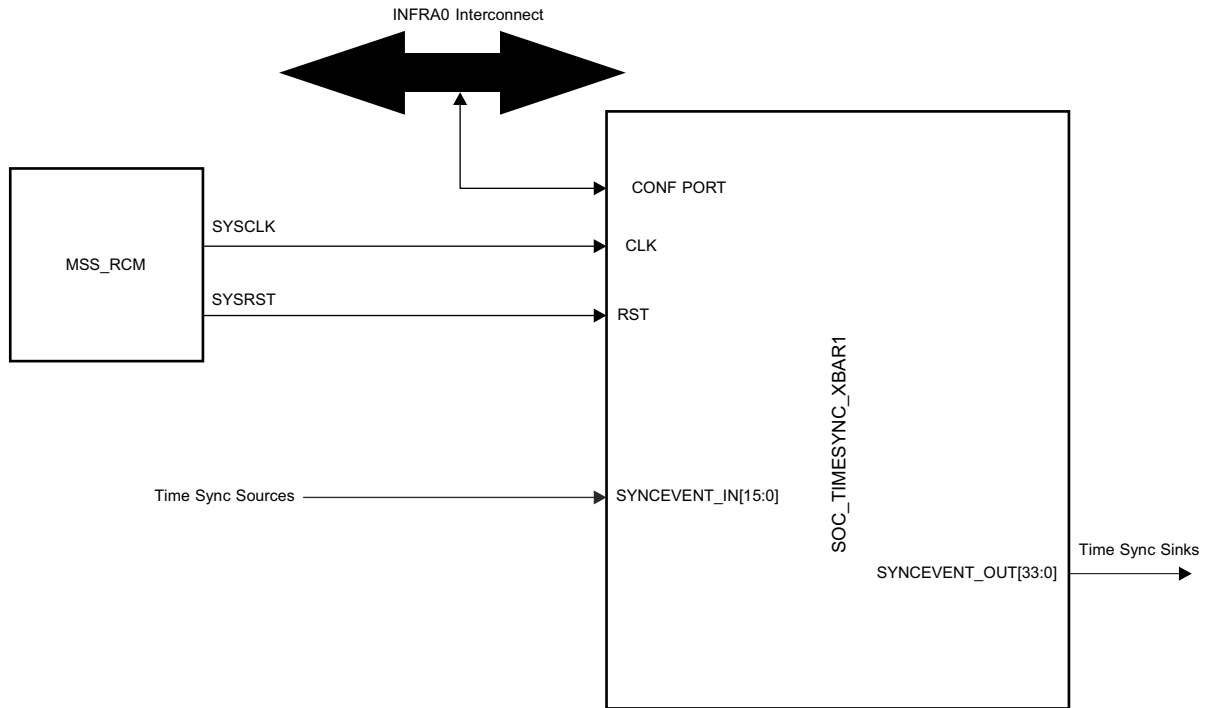 INFRA0 Interconnect
CONF PORT
SYSCLK
CLK
MSS_RCM
SYSRST
RST
SOC_TIMESYNC_XBAR1
Time Sync Sources
SYNCEVENT_IN[15:0]
Time Sync Sinks
SYNCEVENT_OUT[33:0]